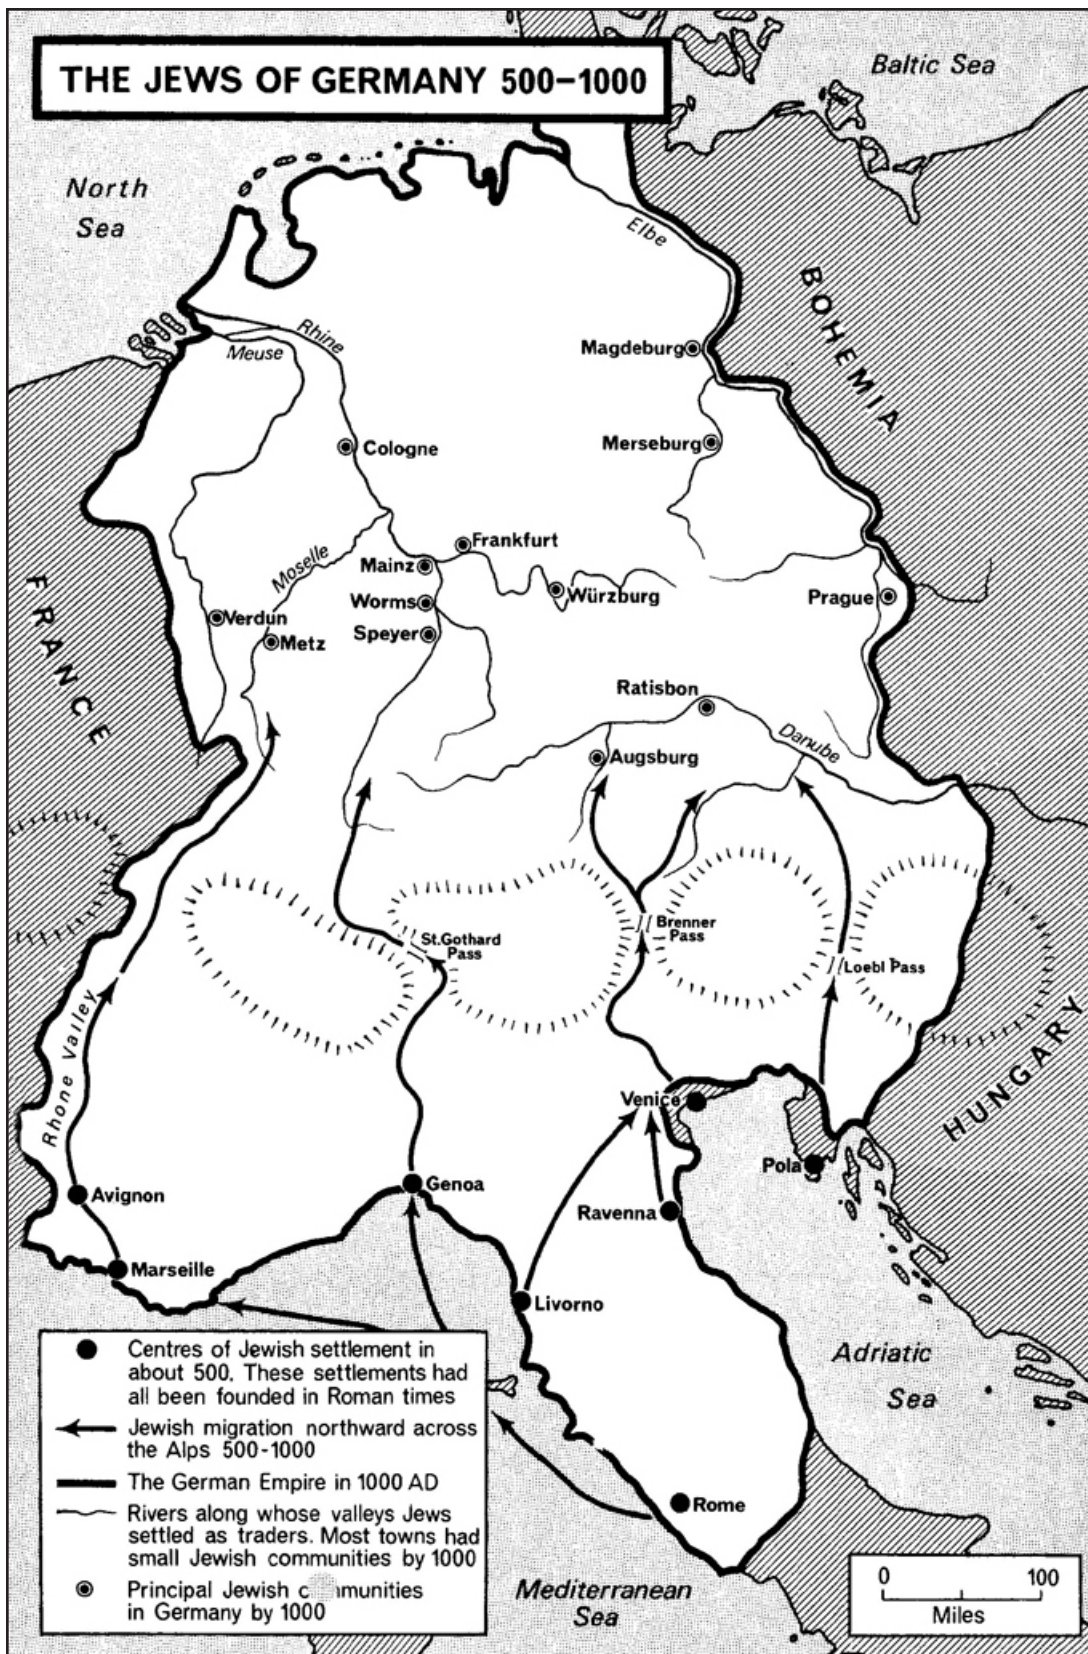 THE JEWS OF GERMANY 500–1000
Baltic Sea
North
Sea
Elbe
BOHEMIA
Rhine
Meuse
Magdeburg
Cologne
Merseburg
Frankfurt
Moselle
Mainz
Würzburg
Worms
Prague
Verdun
Speyer
Metz
FRANCE
Ratisbon
Danube
Augsburg
St.Gothard
Pass
Brenner
Pass
Loebl Pass
Rhone Valley
HUNGARY
Venice
Pola
Avignon
Genoa
Ravenna
Marseille
Livorno
Adriatic
Sea
Rome
Mediterranean
Sea
Centres of Jewish settlement in
about 500. These settlements had
all been founded in Roman times
Jewish migration northward across
the Alps 500-1000
The German Empire in 1000 AD
Rivers along whose valleys Jews
settled as traders. Most towns had
small Jewish communities by 1000
Principal Jewish communities
in Germany by 1000
0 100
Miles